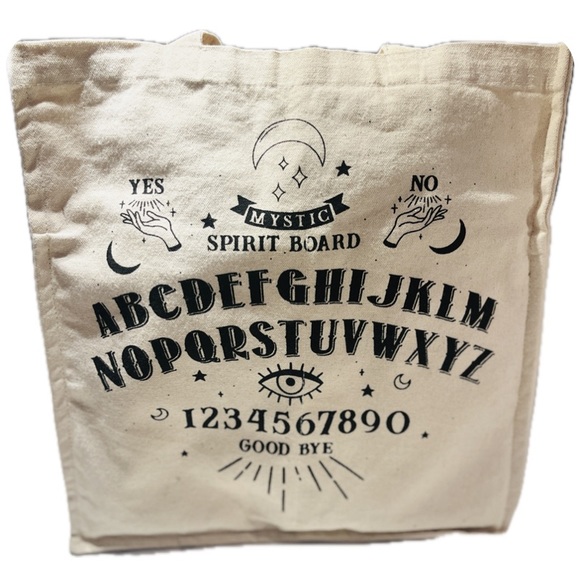 YES
NO
MYSTIC
SPIRIT BOARD
ABCDEFGHIJKLM
NOPQRSTUVWXYZ
1234567890
GOOD BYE